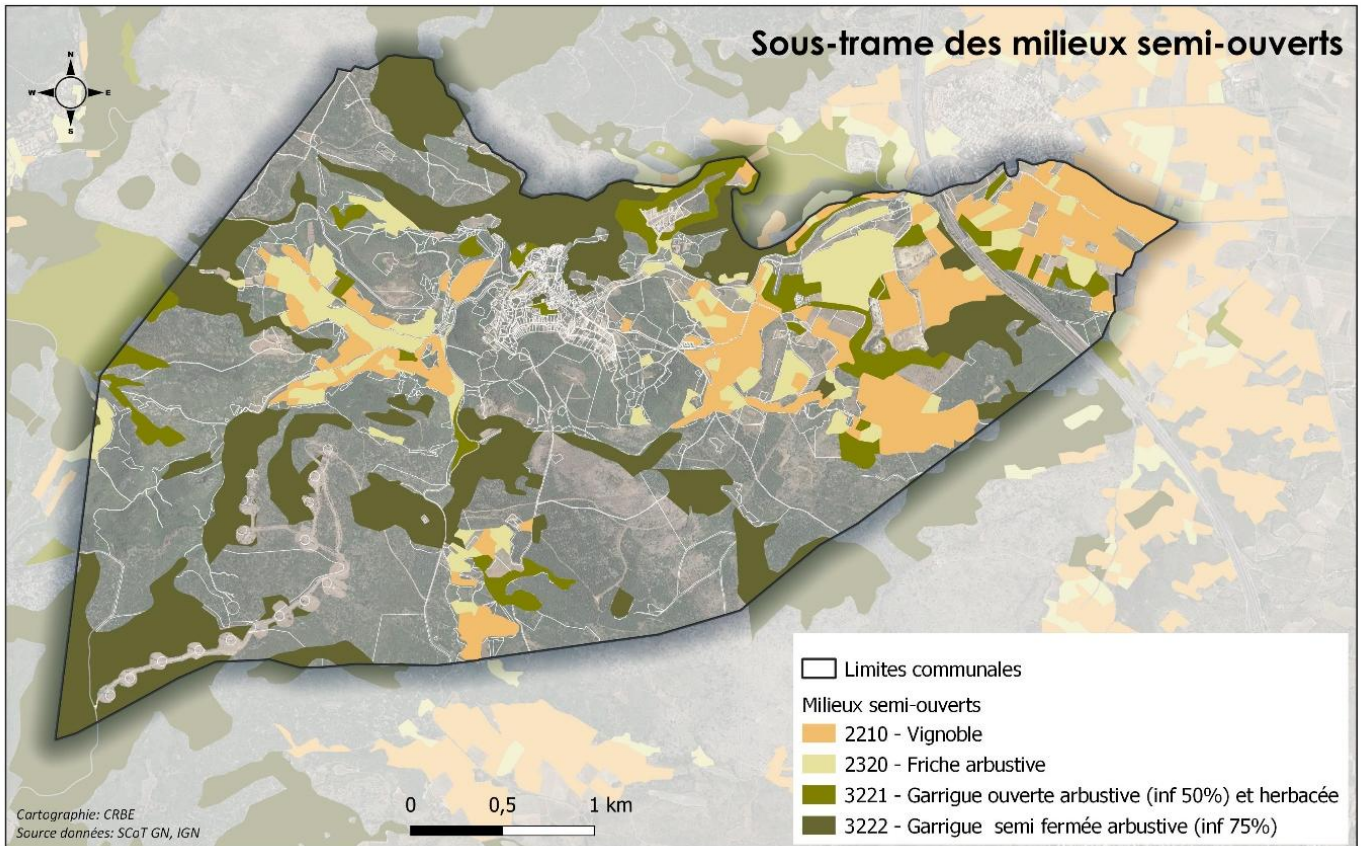 Sous-trame des milieux semi-ouverts
N
W E
S
Limites communales
Milieux semi-ouverts
2210 - Vignoble
2320 - Friche arbustive
3221 - Garrigue ouverte arbustive (inf 50%) et herbacée
3222 - Garrigue semi fermée arbustive (inf 75%)
0 0,5 1 km
Cartographie: CRBE
Source données: SCoT GN, IGN